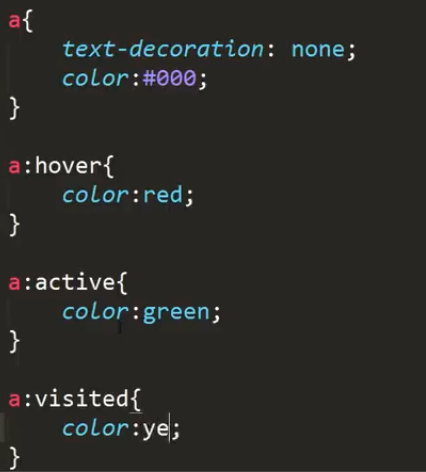 a{
text-decoration: none;
color:#000;
}
a:hover{
color:red;
}
a:active{
color:green;
}
a:visited{
color:ye;
}